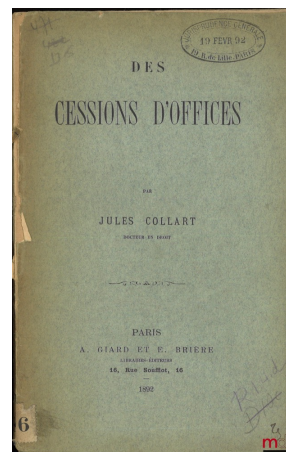 19 FEVR 92
DES
CESSIONS D'OFFICES
PAR
JULES COLLART
DOCTEUR EN DROIT
PARIS
A. GIARD ET E. BRIÈRE
LIBRAIRES-ÉDITEURS
16, Rue Soufflot, 16
1892
6
m